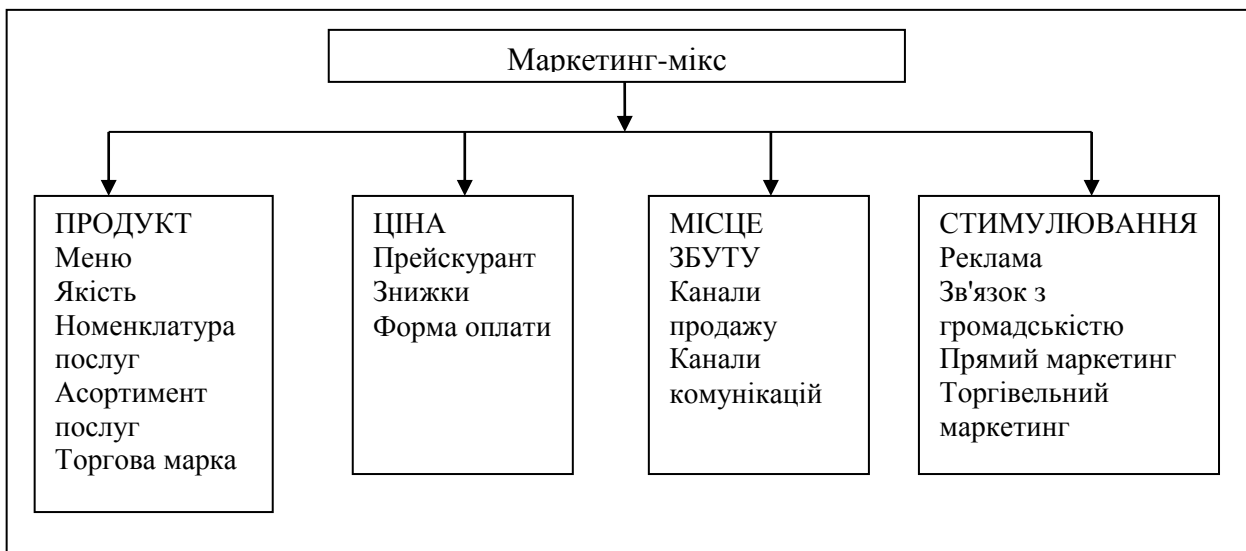 Маркетинг-мікс
ПРОДУКТ
Меню
Якість
Номенклатура
послуг
Асортимент
послуг
Торгова марка
ЦІНА
Прейскурант
Знижки
Форма оплати
МІСЦЕ
ЗБУТУ
Канали
продажу
Канали
комунікацій
СТИМУЛЮВАННЯ
Реклама
Зв'язок з
громадськістю
Прямий маркетинг
Торгівельний
маркетинг